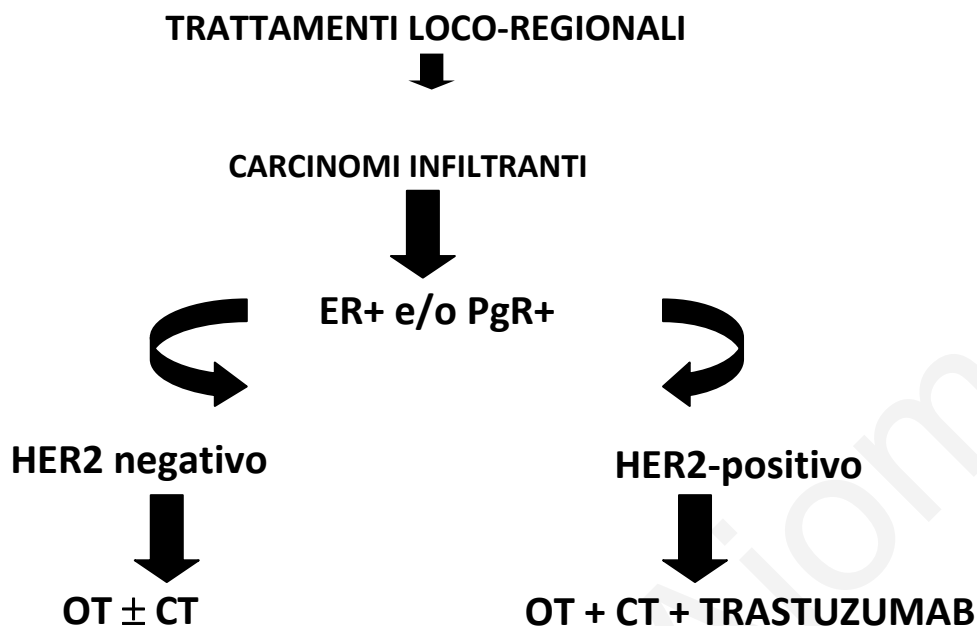 TRATTAMENTI LOCO-REGIONALI
CARCINOMI INFILTRANTI
ER+ e/o PgR+
HER2 negativo
HER2-positivo
OT ± CT
OT + CT + TRASTUZUMAB